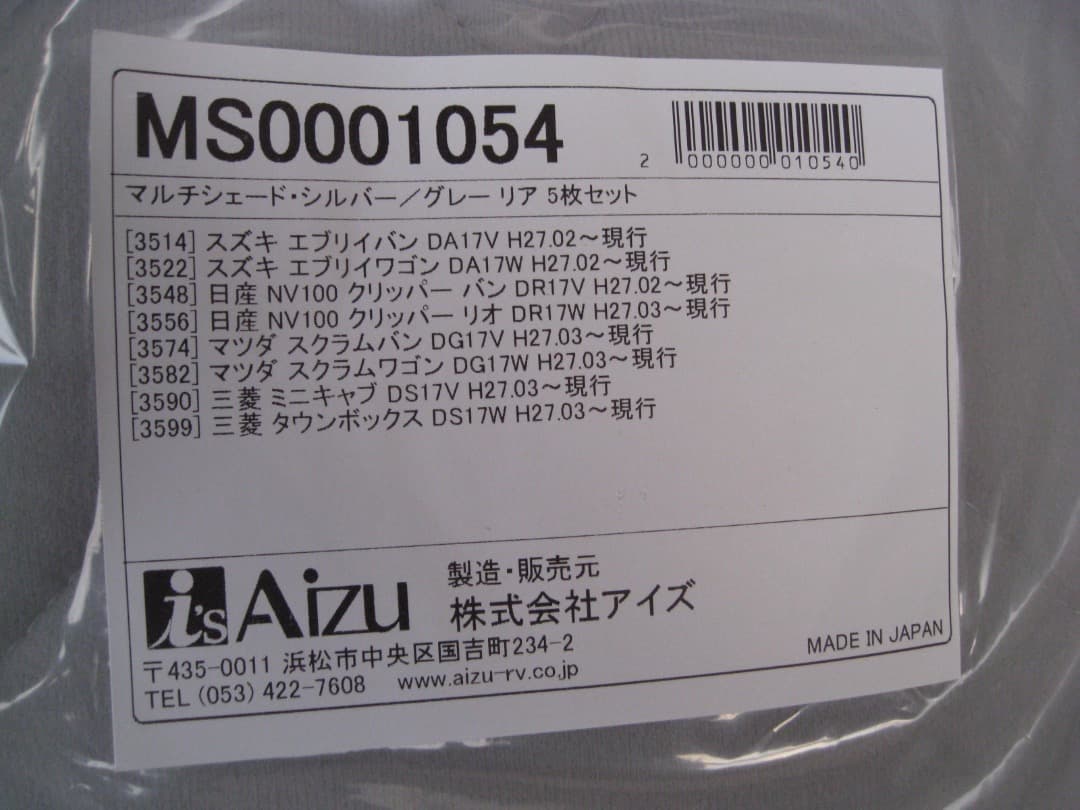 MS0001054
2 000000 010540
マルチシェード・シルバー／グレー リア 5枚セット
[3514] スズキ エブリイバン DA17V H27.02～現行
[3522] スズキ エブリイワゴン DA17W H27.02～現行
[3548] 日産 NV100 クリッパー バン DR17V H27.02～現行
[3556] 日産 NV100 クリッパー リオ DR17W H27.03～現行
[3574] マツダ スクラムバン DG17V H27.03～現行
[3582] マツダ スクラムワゴン DG17W H27.03～現行
[3590] 三菱 ミニキャブ DS17V H27.03～現行
[3599] 三菱 タウンボックス DS17W H27.03～現行
i's Aizu
製造・販売元
株式会社アイズ
〒435-0011 浜松市中央区国吉町234-2
TEL (053) 422-7608 www.aizu-rv.co.jp
MADE IN JAPAN